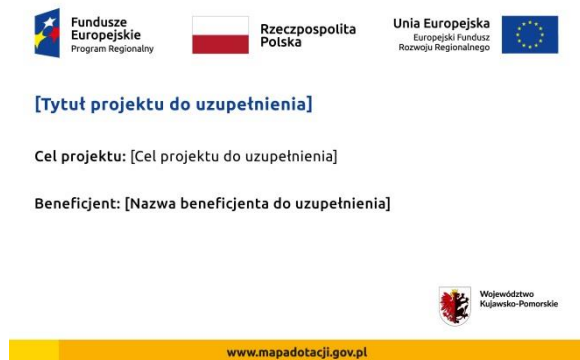 Fundusze
Europejskie
Program Regionalny
Rzeczpospolita
Polska
Unia Europejska
Europejski Fundusz
Rozwoju Regionalnego
[Tytuł projektu do uzupełnienia]
Cel projektu: [Cel projektu do uzupełnienia]
Beneficjent: [Nazwa beneficjenta do uzupełnienia]
Województwo
Kujawsko-Pomorskie
www.mapadotacji.gov.pl